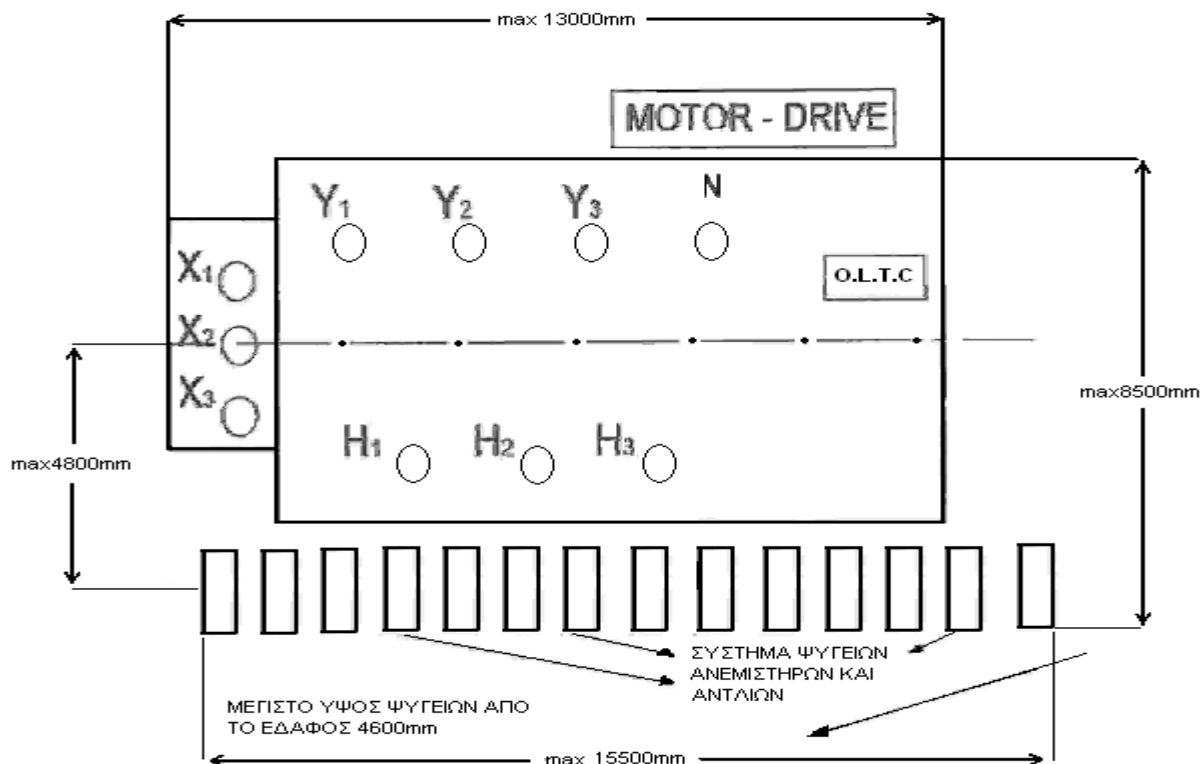 max 13000mm
MOTOR - DRIVE
Y1 Y2 Y3 N
X1
O.L.T.C
X2
X3
max8500mm
H1 H2 H3
max4800mm
ΣΥΣΤΗΜΑ ΨΥΓΕΙΩΝ
ΑΝΕΜΙΣΤΗΡΩΝ ΚΑΙ
ΑΝΤΛΙΩΝ
ΜΕΓΙΣΤΟ ΥΨΟΣ ΨΥΓΕΙΩΝ ΑΠΟ
ΤΟ ΕΔΑΦΟΣ 4600mm
max 15500mm